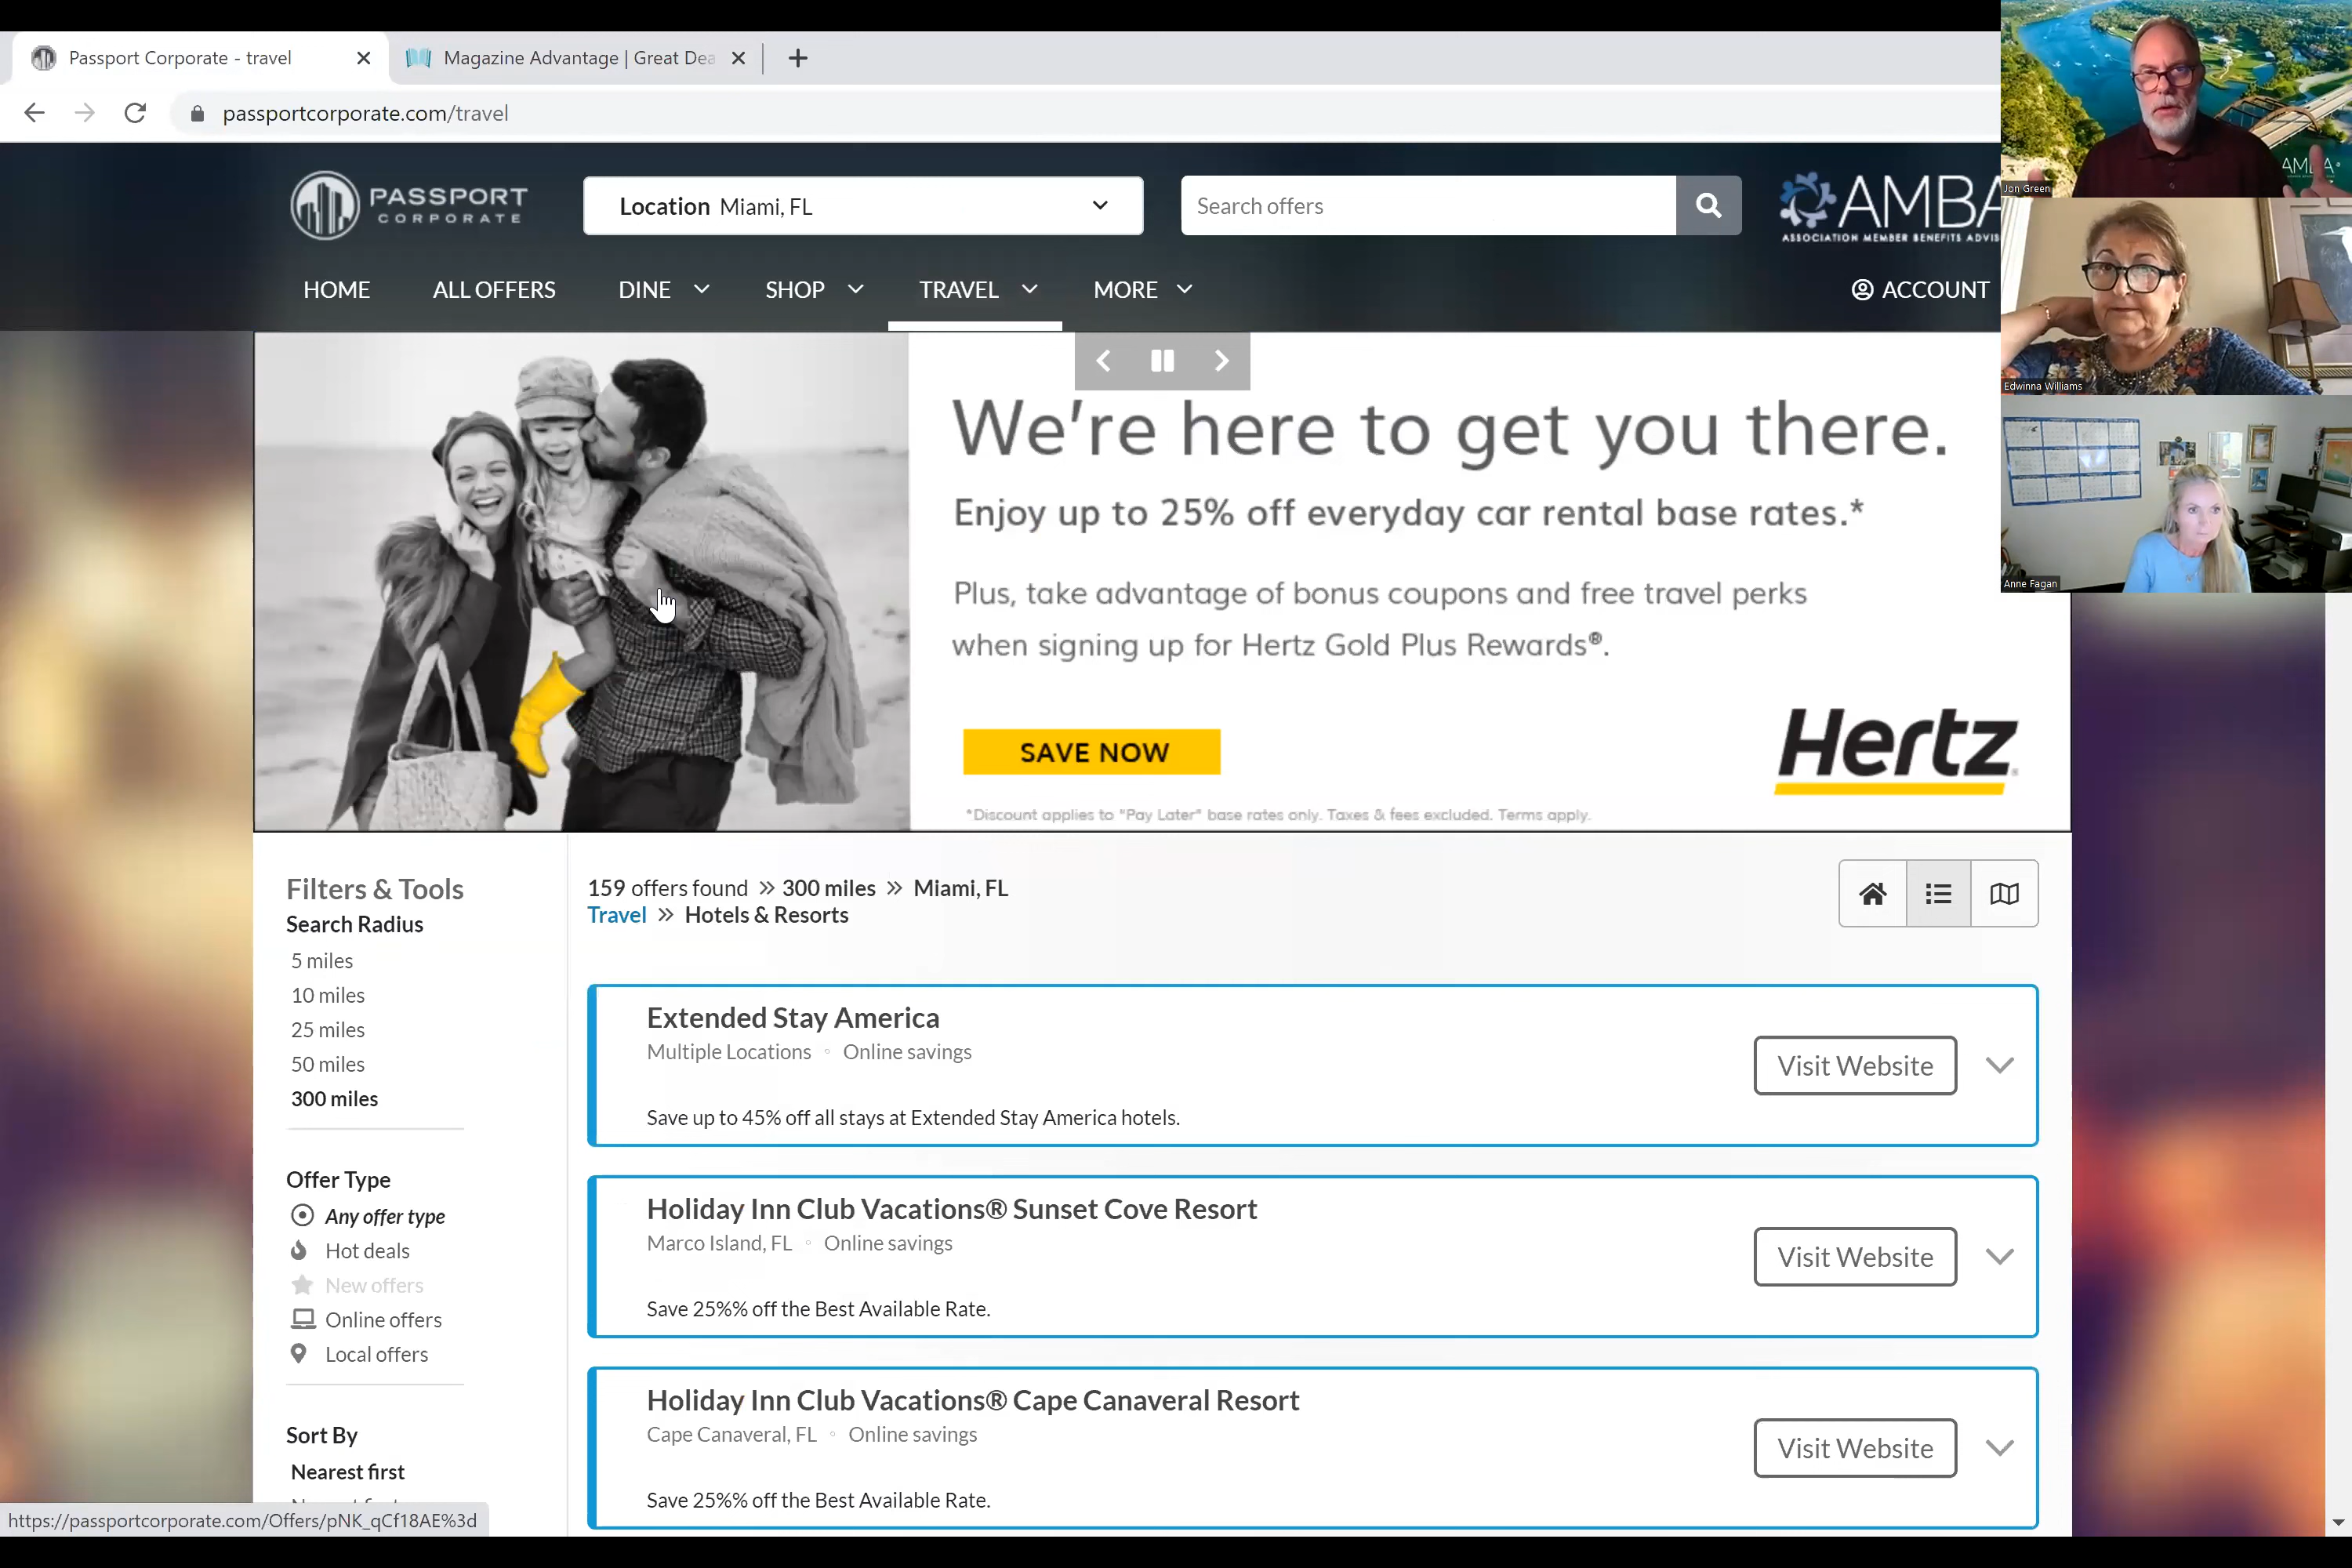 Passport Corporate - travel
Magazine Advantage | Great Dea
passportcorporate.com/travel
PASSPORT
CORPORATE
Location Miami, FL
Search offers
AMBA
ASSOCIATION MEMBER BENEFITS ADVIS
HOME ALL OFFERS DINE SHOP TRAVEL MORE
ACCOUNT
AMBA
Jon Green
Edwinna Williams
Anne Fagan
We're here to get you there.
Enjoy up to 25% off everyday car rental base rates.*
Plus, take advantage of bonus coupons and free travel perks
when signing up for Hertz Gold Plus Rewards®.
SAVE NOW
Hertz
*Discount applies to "Pay Later" base rates only. Taxes & fees excluded. Terms apply.
Filters & Tools
Search Radius
5 miles
10 miles
25 miles
50 miles
300 miles
Offer Type
Any offer type
Hot deals
New offers
Online offers
Local offers
Sort By
Nearest first
159 offers found » 300 miles » Miami, FL
Travel » Hotels & Resorts
Extended Stay America
Multiple Locations ◦ Online savings
Save up to 45% off all stays at Extended Stay America hotels.
Visit Website
Holiday Inn Club Vacations® Sunset Cove Resort
Marco Island, FL ◦ Online savings
Save 25%% off the Best Available Rate.
Visit Website
Holiday Inn Club Vacations® Cape Canaveral Resort
Cape Canaveral, FL ◦ Online savings
Save 25%% off the Best Available Rate.
Visit Website
https://passportcorporate.com/Offers/pNK_qCf18AE%3d